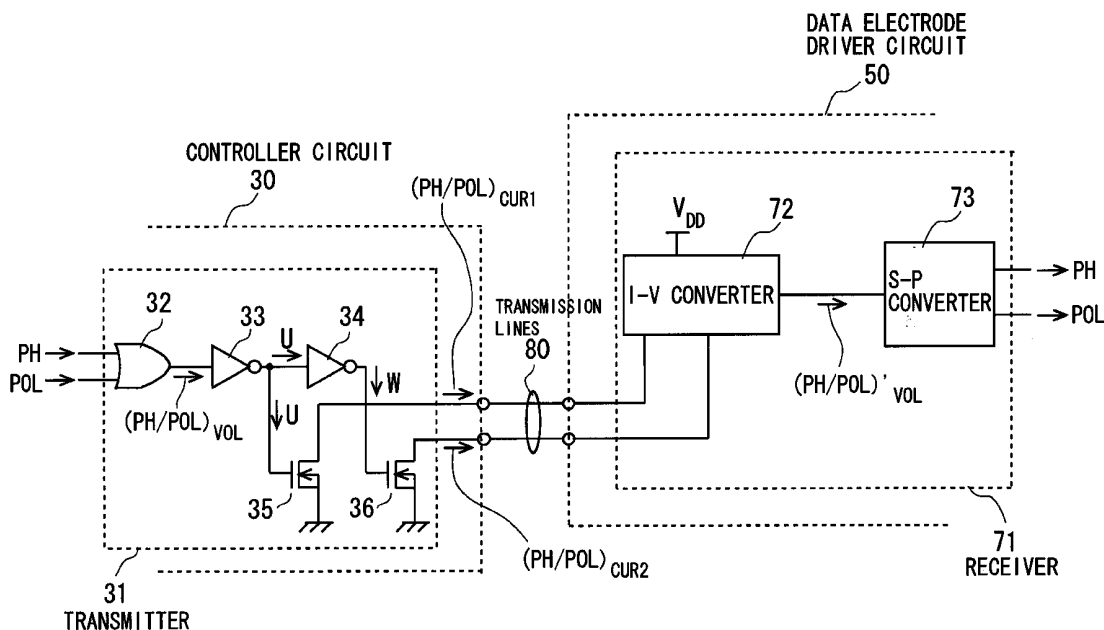 DATA ELECTRODE
DRIVER CIRCUIT
50
CONTROLLER CIRCUIT
30
(PH/POL)CUR1
VDD
72
73
I-V CONVERTER
S-P
CONVERTER
PH
POL
TRANSMISSION
LINES
80
32
33
34
U
PH
POL
W
U
(PH/POL)VOL
(PH/POL)'VOL
35
36
(PH/POL)CUR2
31
TRANSMITTER
71
RECEIVER